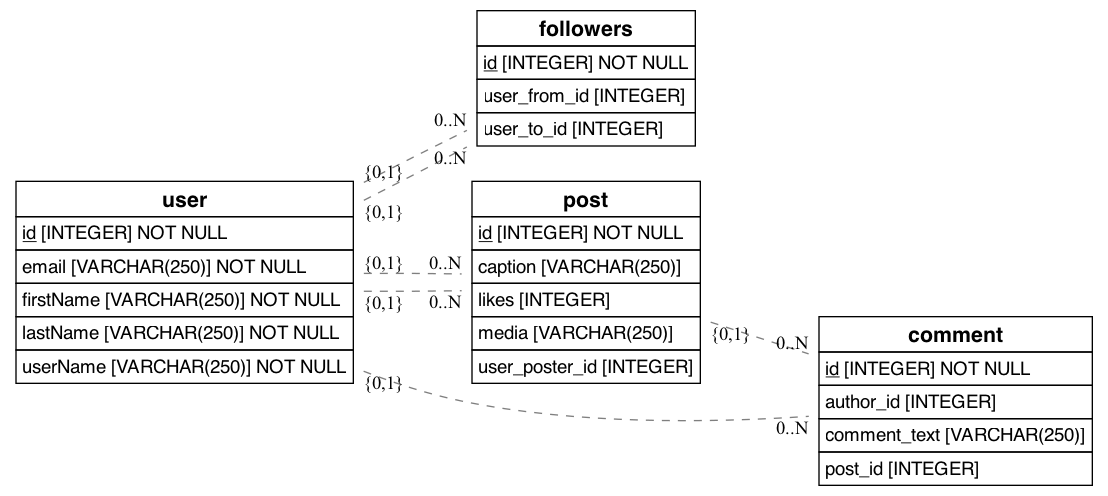 followers
id [INTEGER] NOT NULL
user_from_id [INTEGER]
user_to_id [INTEGER]
0..N
0..N
{0,1}
{0,1}
user
id [INTEGER] NOT NULL
email [VARCHAR(250)] NOT NULL
firstName [VARCHAR(250)] NOT NULL
lastName [VARCHAR(250)] NOT NULL
userName [VARCHAR(250)] NOT NULL
{0,1}
0..N
{0,1}
0..N
{0,1}
post
id [INTEGER] NOT NULL
caption [VARCHAR(250)]
likes [INTEGER]
media [VARCHAR(250)]
user_poster_id [INTEGER]
{0,1}
0..N
0..N
comment
id [INTEGER] NOT NULL
author_id [INTEGER]
comment_text [VARCHAR(250)]
post_id [INTEGER]